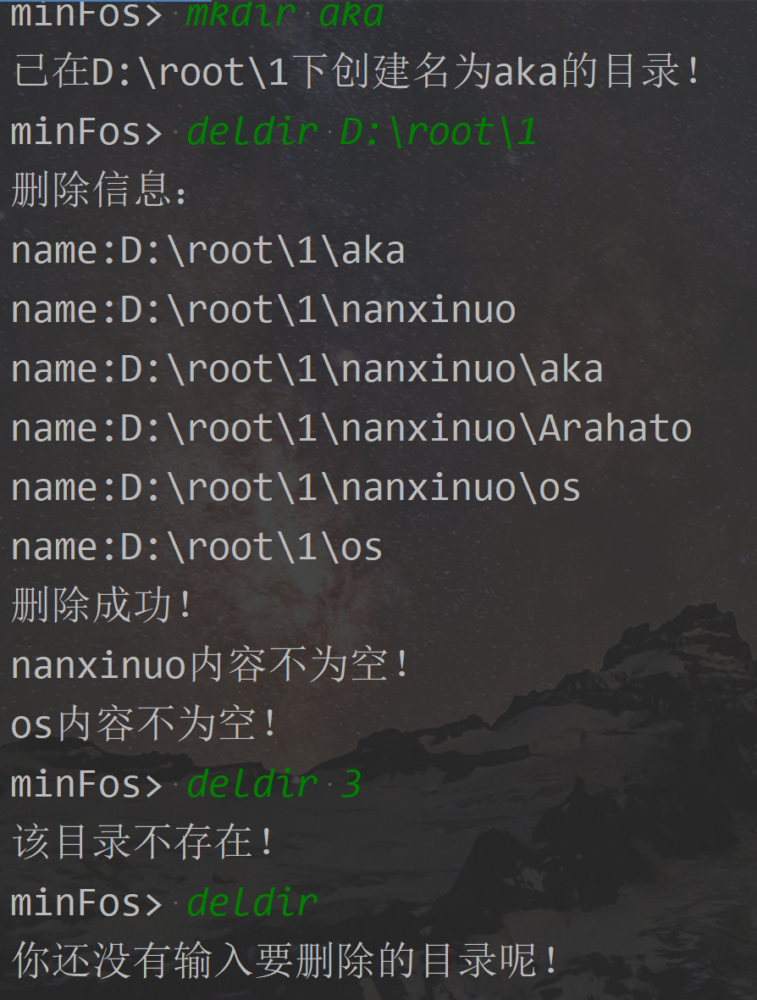 minFos> mkdir aka
已在D:\root\1下创建名为aka的目录！
minFos> deldir D:\root\1
删除信息：
name:D:\root\1\aka
name:D:\root\1\nanxinuo
name:D:\root\1\nanxinuo\aka
name:D:\root\1\nanxinuo\Arahato
name:D:\root\1\nanxinuo\os
name:D:\root\1\os
删除成功！
nanxinuo内容不为空！
os内容不为空！
minFos> deldir 3
该目录不存在！
minFos> deldir
你还没有输入要删除的目录呢！